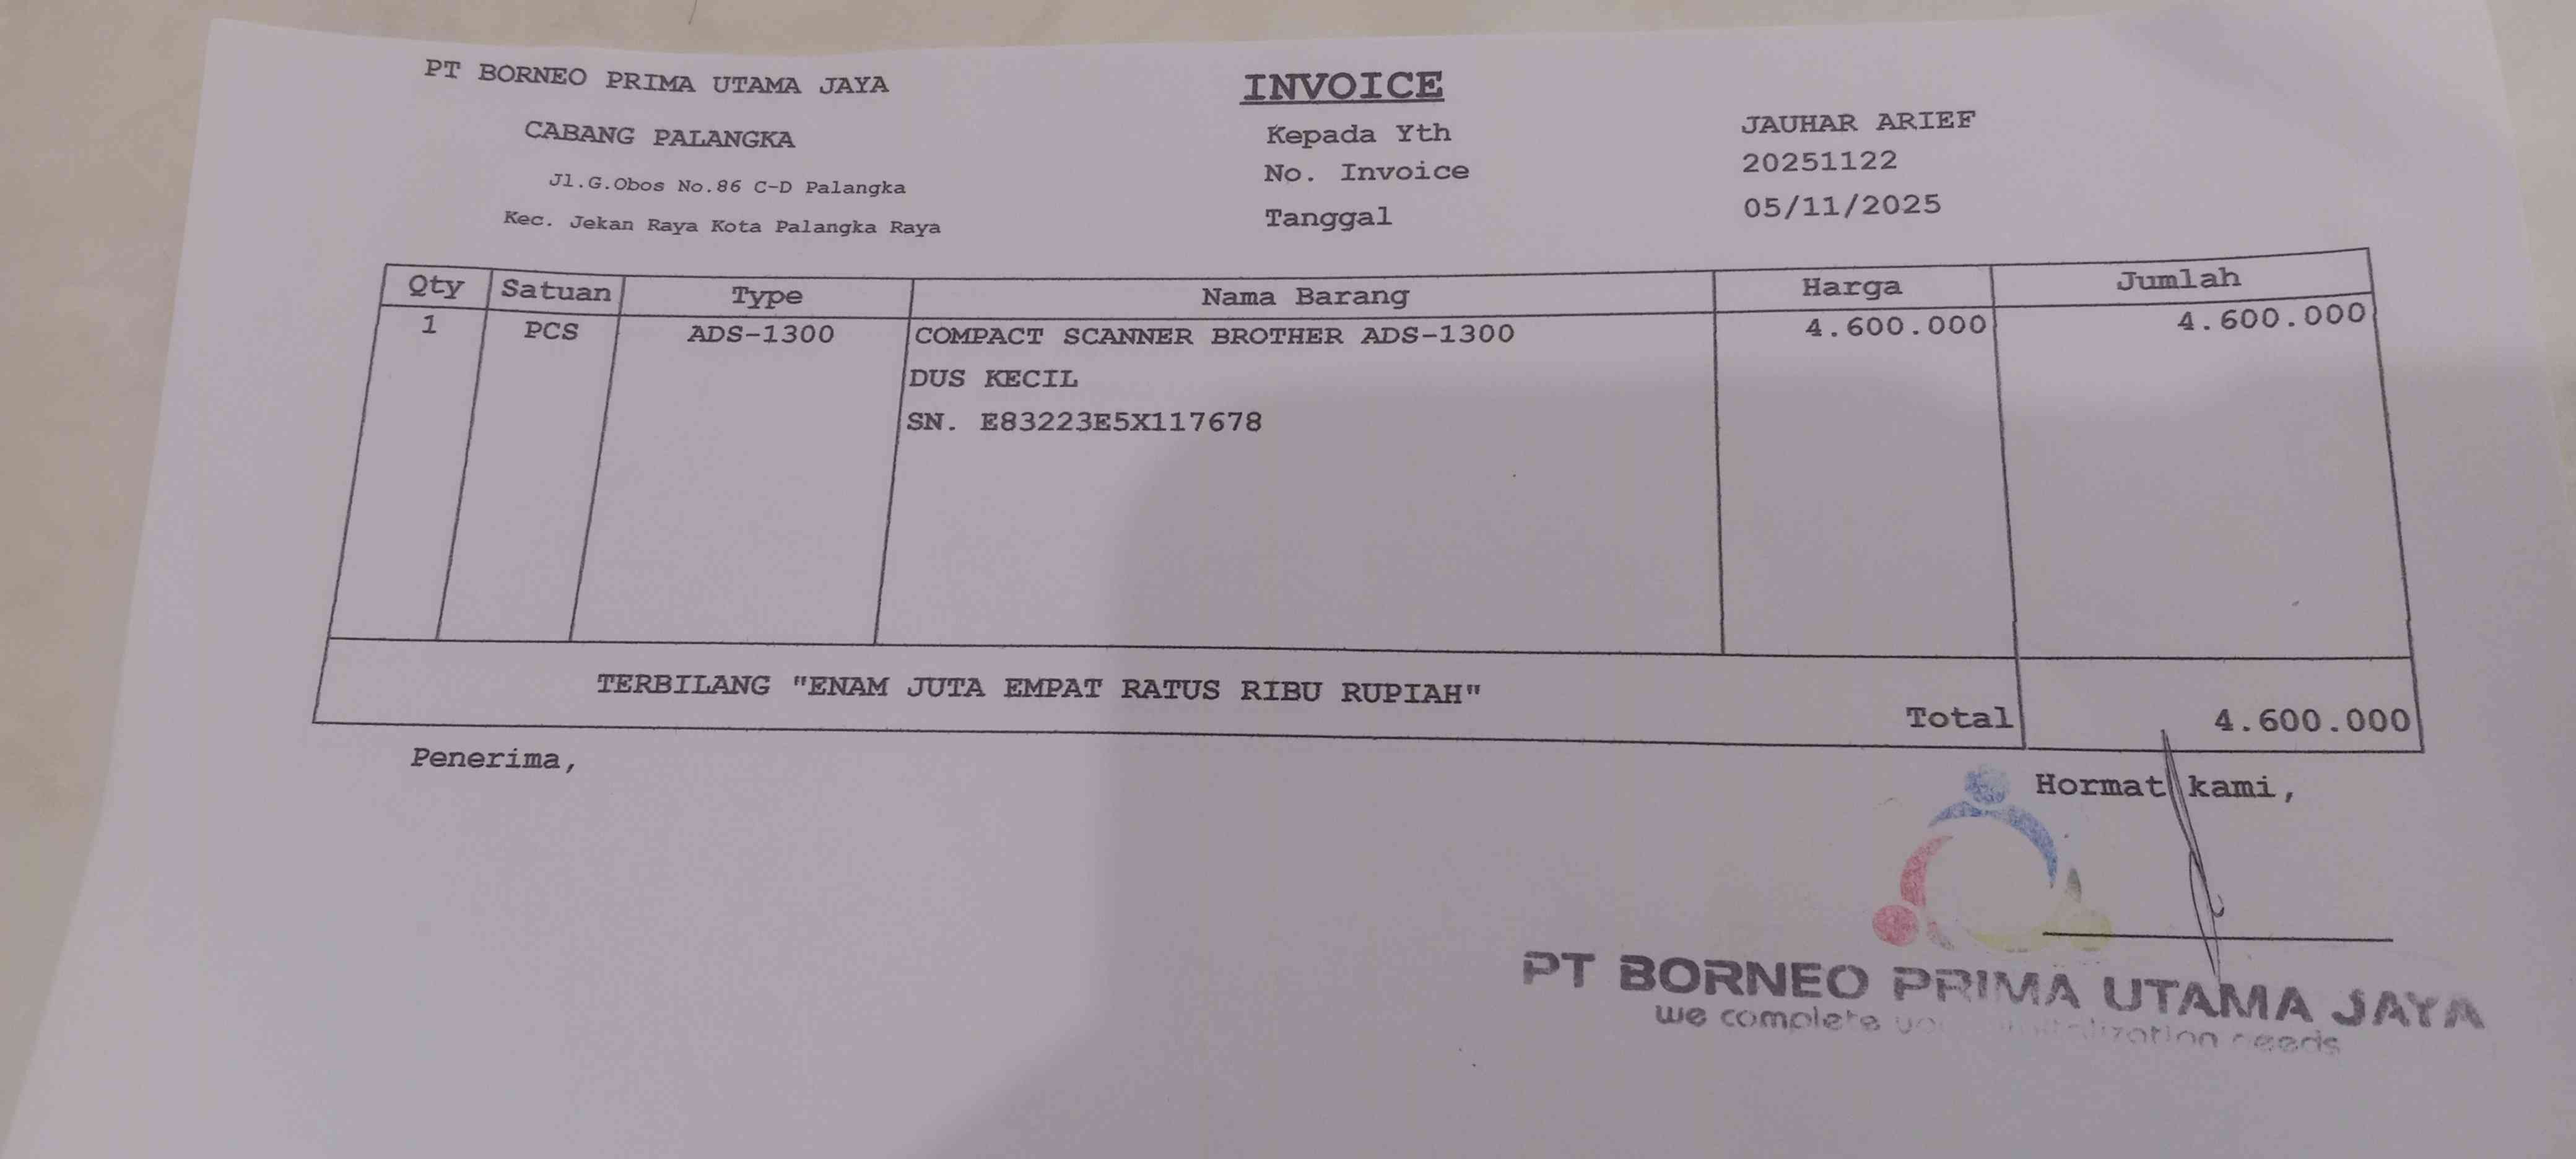 PT BORNEO PRIMA UTAMA JAYA
CABANG PALANGKA
Jl.G.Obos No.86 C-D Palangka
Kec. Jekan Raya Kota Palangka Raya
INVOICE
Kepada Yth JAUHAR ARIEF
No. Invoice 20251122
Tanggal 05/11/2025
Qty Satuan Type Nama Barang Harga Jumlah
1 PCS ADS-1300 COMPACT SCANNER BROTHER ADS-1300 4.600.000 4.600.000
DUS KECIL
SN. E83223E5X117678
TERBILANG "ENAM JUTA EMPAT RATUS RIBU RUPIAH"
Total 4.600.000
Penerima,
Hormat kami,
PT BORNEO PRIMA UTAMA JAYA
we complete needs